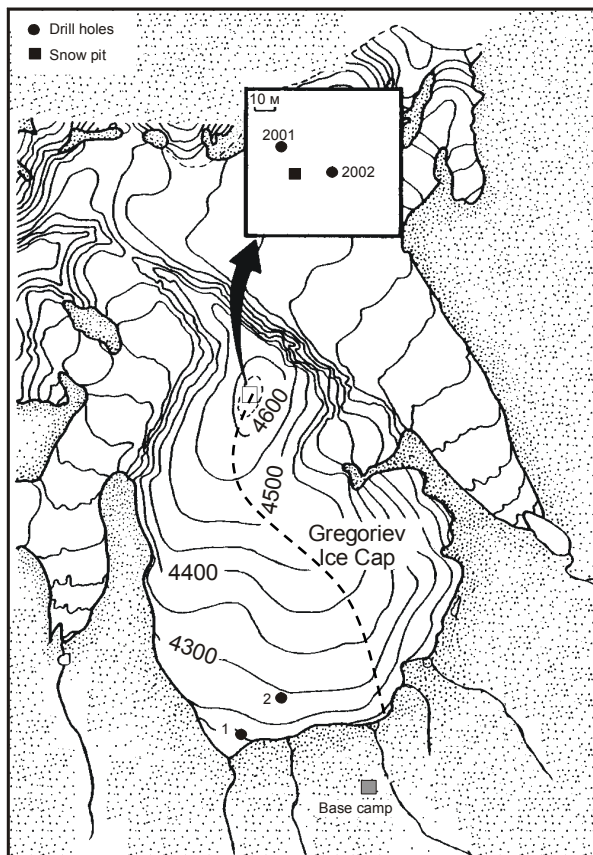 Drill holes
Snow pit
10 м
2001
2002
4600
4500
Gregoriev
Ice Cap
4400
4300
2
1
Base camp